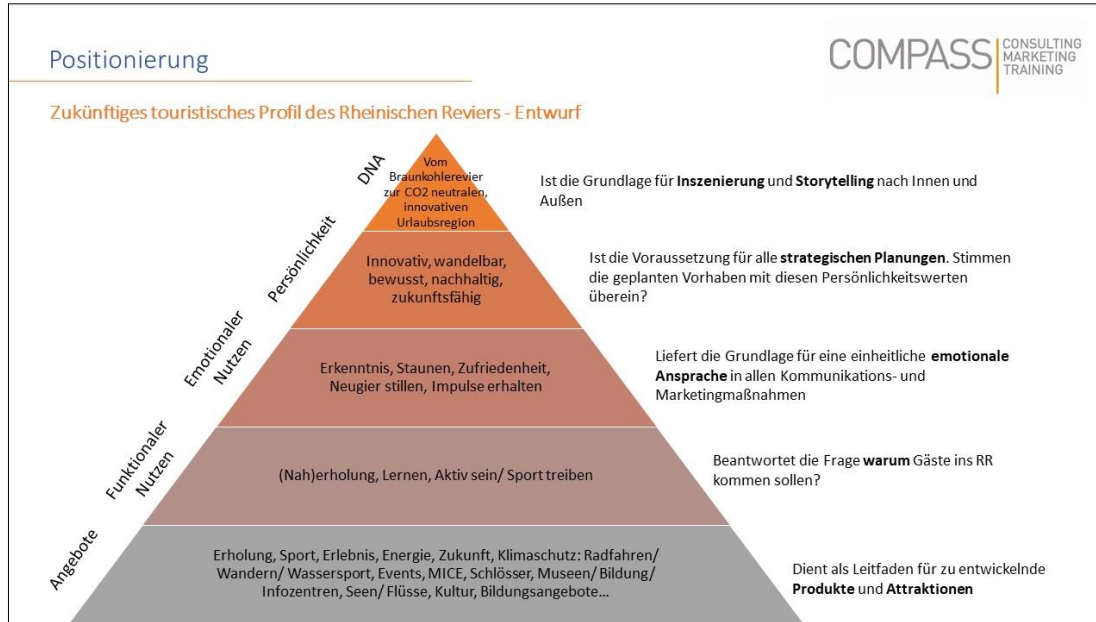 Positionierung
COMPASS
CONSULTING
MARKETING
TRAINING
Zukünftiges touristisches Profil des Rheinischen Reviers - Entwurf
DNA
Vom
Braunkohlerevier
zur CO2 neutralen,
innovativen
Urlaubsregion
Ist die Grundlage für Inszenierung und Storytelling nach Innen und
Außen
Persönlichkeit
Innovativ, wandelbar,
bewusst, nachhaltig,
zukunftsfähig
Ist die Voraussetzung für alle strategischen Planungen. Stimmen
die geplanten Vorhaben mit diesen Persönlichkeitswerten
überein?
Emotionaler
Nutzen
Erkenntnis, Staunen, Zufriedenheit,
Neugier stillen, Impulse erhalten
Liefert die Grundlage für eine einheitliche emotionale
Ansprache in allen Kommunikations- und
Marketingmaßnahmen
Funktionaler
Nutzen
(Nah)erholung, Lernen, Aktiv sein/ Sport treiben
Beantwortet die Frage warum Gäste ins RR
kommen sollen?
Angebote
Erholung, Sport, Erlebnis, Energie, Zukunft, Klimaschutz: Radfahren/
Wandern/ Wassersport, Events, MICE, Schlösser, Museen/ Bildung/
Infozentren, Seen/ Flüsse, Kultur, Bildungsangebote...
Dient als Leitfaden für zu entwickelnde
Produkte und Attraktionen